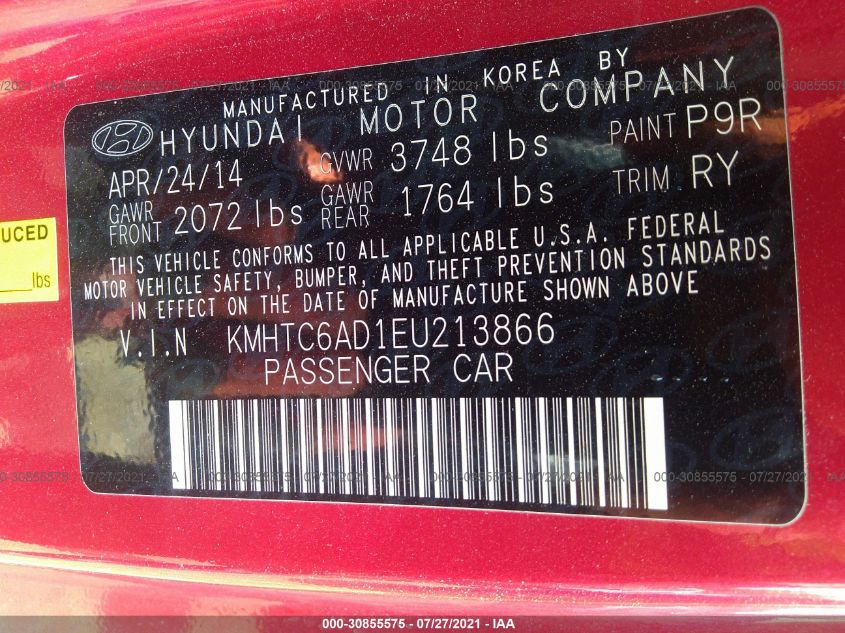 MANUFACTURED IN KOREA BY
HYUNDAI MOTOR COMPANY
APR/24/14 GVWR 3748 lbs PAINT P9R
GAWR FRONT 2072 lbs GAWR REAR 1764 lbs TRIM RY
THIS VEHICLE CONFORMS TO ALL APPLICABLE U.S.A. FEDERAL
MOTOR VEHICLE SAFETY, BUMPER, AND THEFT PREVENTION STANDARDS
IN EFFECT ON THE DATE OF MANUFACTURE SHOWN ABOVE
V.I.N KMHTC6AD1EU213866
PASSENGER CAR
UCED
lbs
000-30855575 - 07/27/2021 - IAA